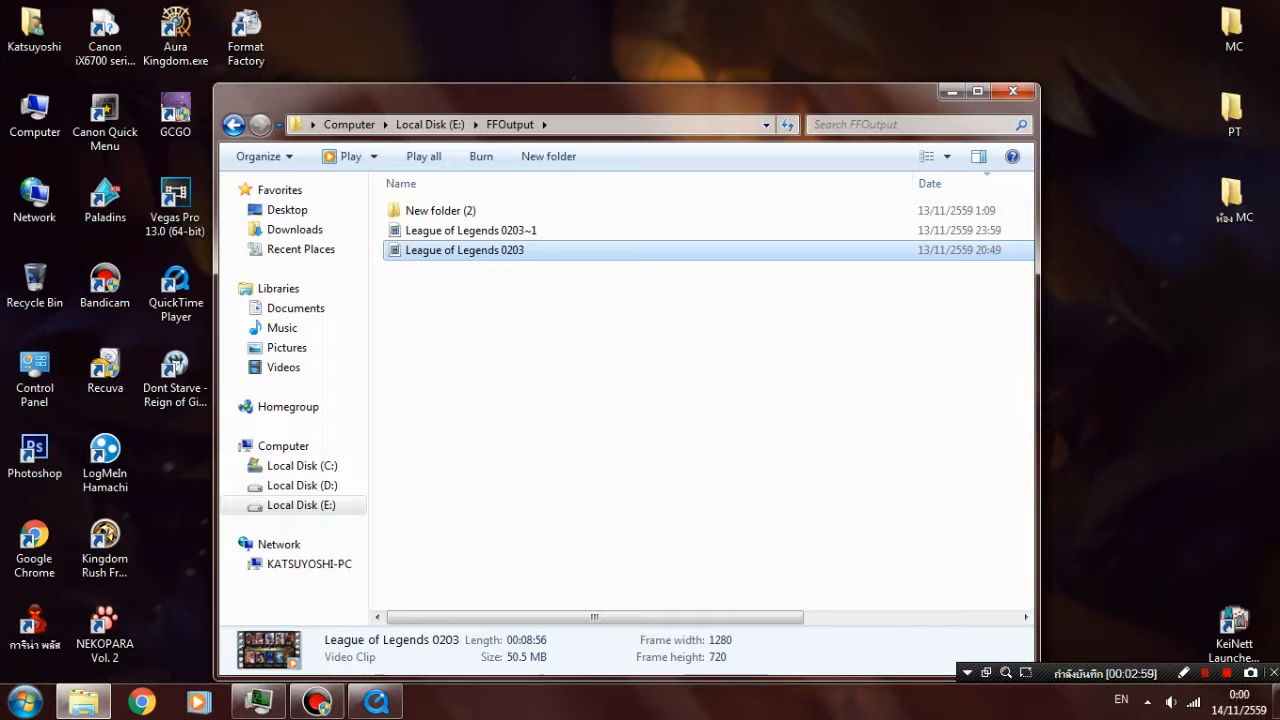 Katsuyoshi
Canon
iX6700 seri...
Aura
Kingdom.exe
Format
Factory
Computer
Canon Quick
Menu
GCGO
Network
Paladins
Vegas Pro
13.0 (64-bit)
Recycle Bin
Bandicam
QuickTime
Player
Control
Panel
Recuva
Dont Starve -
Reign of Gi...
Photoshop
LogMeIn
Hamachi
Google
Chrome
Kingdom
Rush Fr...
การีน่า พลัส
NEKOPARA
Vol. 2
Computer
Local Disk (E:)
FFOutput
Search FFOutput
Organize
Play
Play all
Burn
New folder
Favorites
Desktop
Downloads
Recent Places
Libraries
Documents
Music
Pictures
Videos
Homegroup
Computer
Local Disk (C:)
Local Disk (D:)
Local Disk (E:)
Network
KATSUYOSHI-PC
Name
Date
New folder (2)
13/11/2559 1:09
League of Legends 0203~1
13/11/2559 23:59
League of Legends 0203
13/11/2559 20:49
League of Legends 0203
Length: 00:08:56
Frame width: 1280
Video Clip
Size: 50.5 MB
Frame height: 720
MC
PT
ห้อง MC
KeiNett
Launche...
กำลังบันทึก [00:02:59]
EN
0:00
14/11/2559